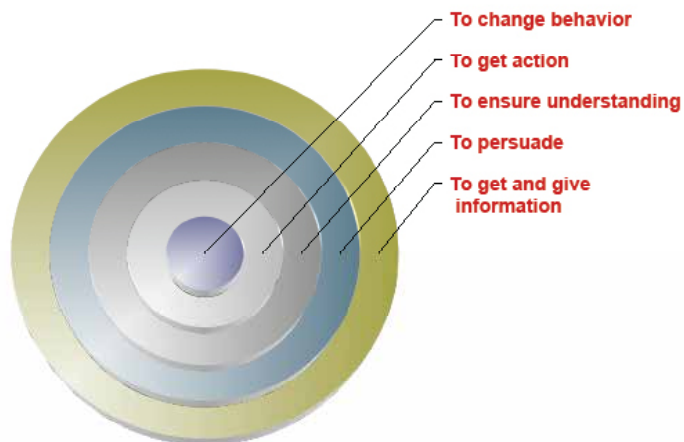 To change behavior
To get action
To ensure understanding
To persuade
To get and give
information